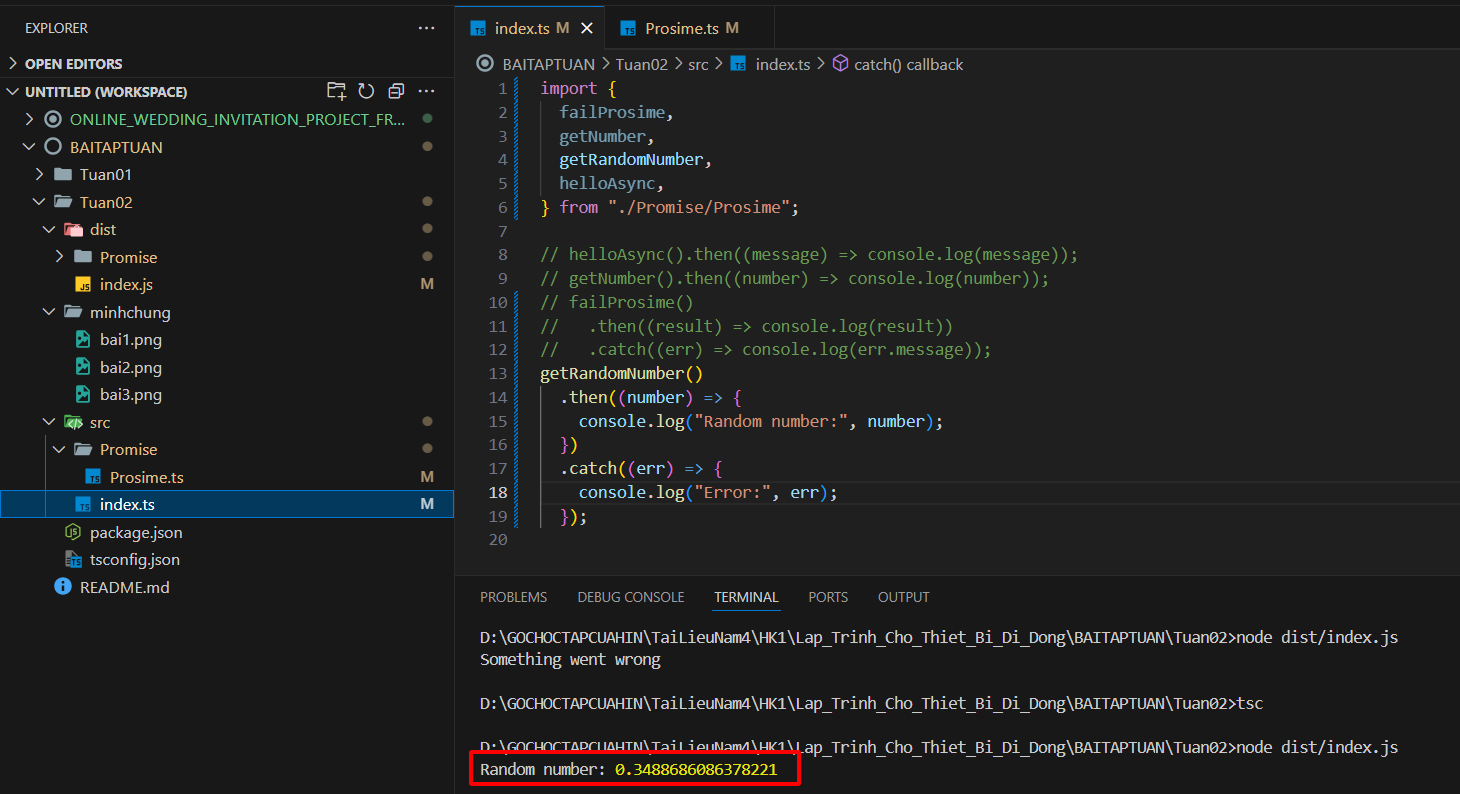 EXPLORER
OPEN EDITORS
UNTITLED (WORKSPACE)
ONLINE_WEDDING_INVITATION_PROJECT_FR...
BAITAPTUAN
Tuan01
Tuan02
dist
Promise
index.js M
minhchung
bai1.png
bai2.png
bai3.png
src
Promise
Prosime.ts M
index.ts M
package.json
tsconfig.json
README.md
index.ts M Prosime.ts M
BAITAPTUAN > Tuan02 > src > index.ts > catch() callback
1 import {
2 failProsime,
3 getNumber,
4 getRandomNumber,
5 helloAsync,
6 } from "./Promise/Prosime";
7
8 // helloAsync().then((message) => console.log(message));
9 // getNumber().then((number) => console.log(number));
10 // failProsime()
11 // .then((result) => console.log(result))
12 // .catch((err) => console.log(err.message));
13 getRandomNumber()
14 .then((number) => {
15 console.log("Random number:", number);
16 })
17 .catch((err) => {
18 console.log("Error:", err);
19 });
20
PROBLEMS DEBUG CONSOLE TERMINAL PORTS OUTPUT
D:\GOCHOCTAPCUAHIN\TaiLieuNam4\HK1\Lap_Trinh_Cho_Thiet_Bi_Di_Dong\BAITAPTUAN\Tuan02>node dist/index.js
Something went wrong
D:\GOCHOCTAPCUAHIN\TaiLieuNam4\HK1\Lap_Trinh_Cho_Thiet_Bi_Di_Dong\BAITAPTUAN\Tuan02>tsc
D:\GOCHOCTAPCUAHIN\TaiLieuNam4\HK1\Lap_Trinh_Cho_Thiet_Bi_Di_Dong\BAITAPTUAN\Tuan02>node dist/index.js
Random number: 0.3488686086378221